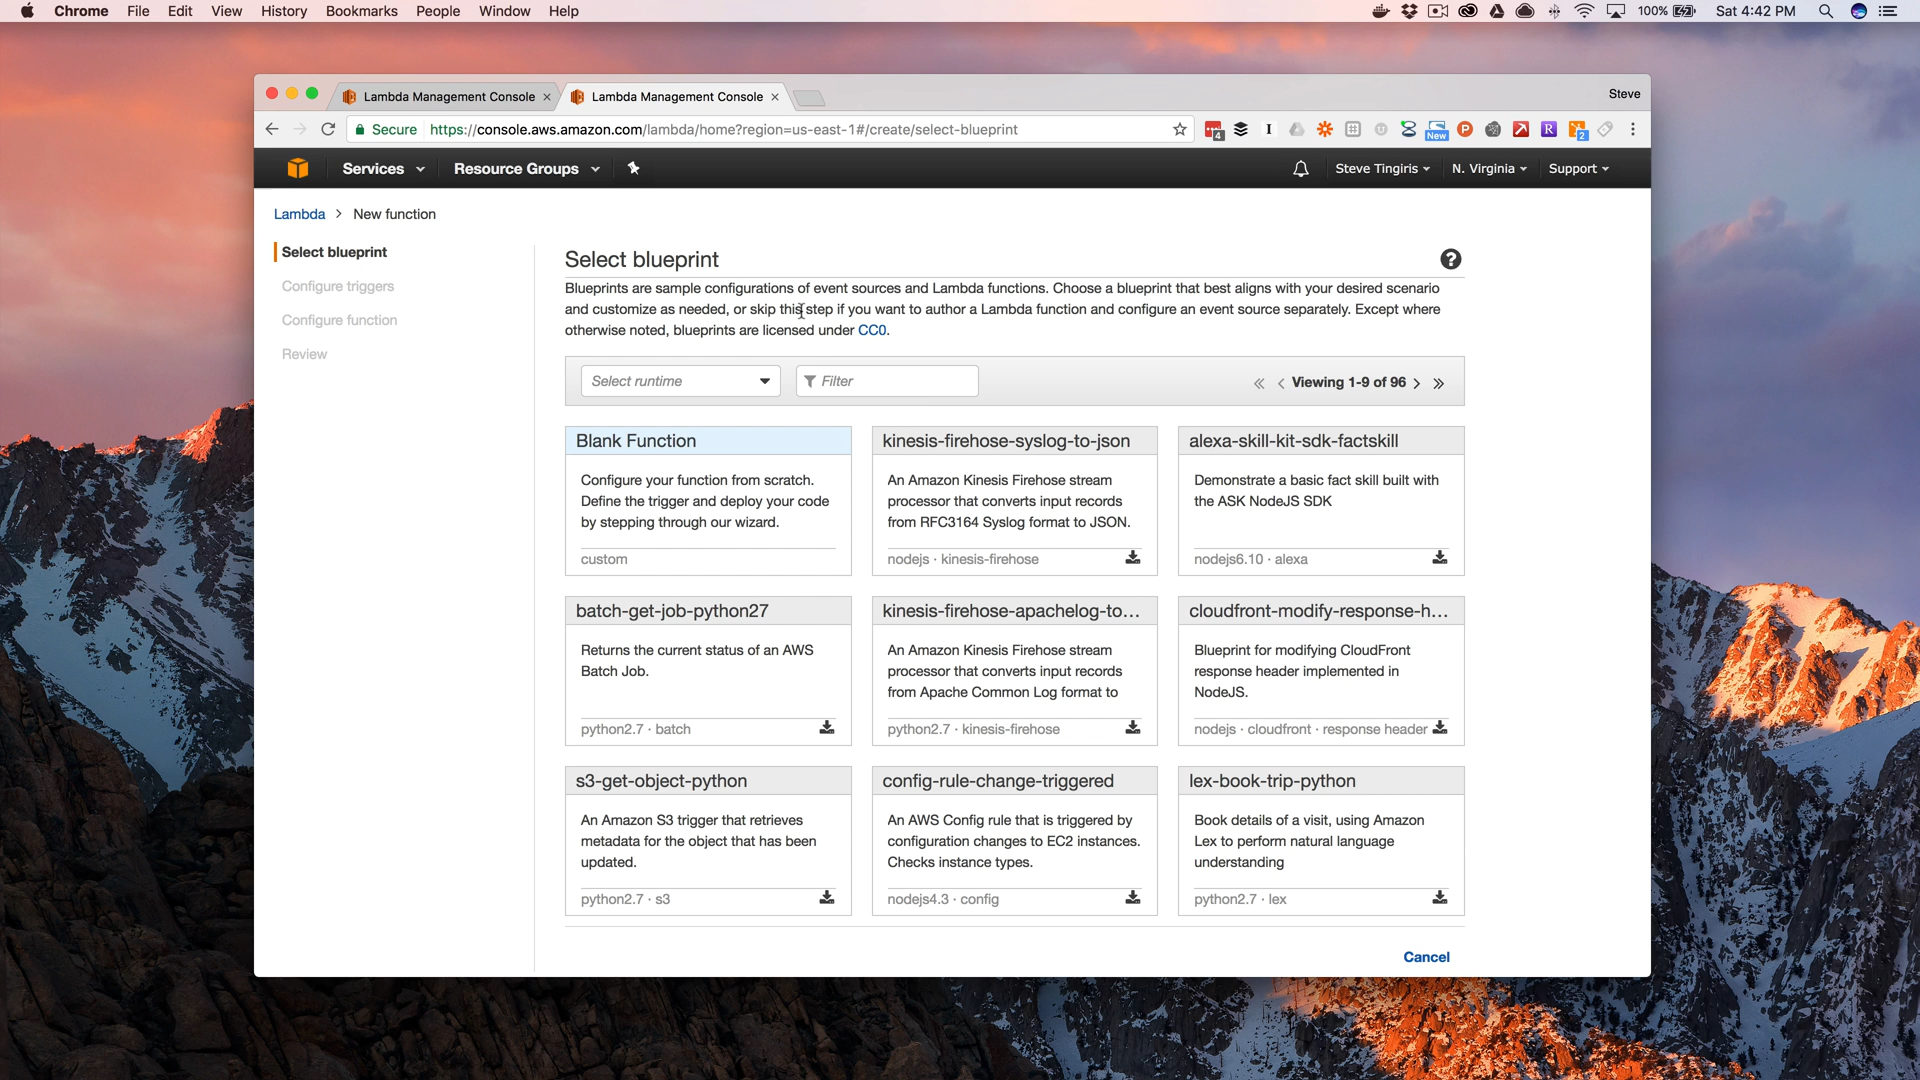 Chrome File Edit View History Bookmarks People Window Help 100% Sat 4:42 PM
Lambda Management Console × Lambda Management Console × Steve
Secure https://console.aws.amazon.com/lambda/home?region=us-east-1#/create/select-blueprint 4 New 2
Services Resource Groups Steve Tingiris N. Virginia Support
Lambda > New function
Select blueprint
Configure triggers
Configure function
Review
Select blueprint
Blueprints are sample configurations of event sources and Lambda functions. Choose a blueprint that best aligns with your desired scenario
and customize as needed, or skip this step if you want to author a Lambda function and configure an event source separately. Except where
otherwise noted, blueprints are licensed under CC0.
Select runtime Filter « < Viewing 1-9 of 96 > »
Blank Function
Configure your function from scratch.
Define the trigger and deploy your code
by stepping through our wizard.
custom
kinesis-firehose-syslog-to-json
An Amazon Kinesis Firehose stream
processor that converts input records
from RFC3164 Syslog format to JSON.
nodejs · kinesis-firehose
alexa-skill-kit-sdk-factskill
Demonstrate a basic fact skill built with
the ASK NodeJS SDK
nodejs6.10 · alexa
batch-get-job-python27
Returns the current status of an AWS
Batch Job.
python2.7 · batch
kinesis-firehose-apachelog-to...
An Amazon Kinesis Firehose stream
processor that converts input records
from Apache Common Log format to
python2.7 · kinesis-firehose
cloudfront-modify-response-h...
Blueprint for modifying CloudFront
response header implemented in
NodeJS.
nodejs · cloudfront · response header
s3-get-object-python
An Amazon S3 trigger that retrieves
metadata for the object that has been
updated.
python2.7 · s3
config-rule-change-triggered
An AWS Config rule that is triggered by
configuration changes to EC2 instances.
Checks instance types.
nodejs4.3 · config
lex-book-trip-python
Book details of a visit, using Amazon
Lex to perform natural language
understanding
python2.7 · lex
Cancel